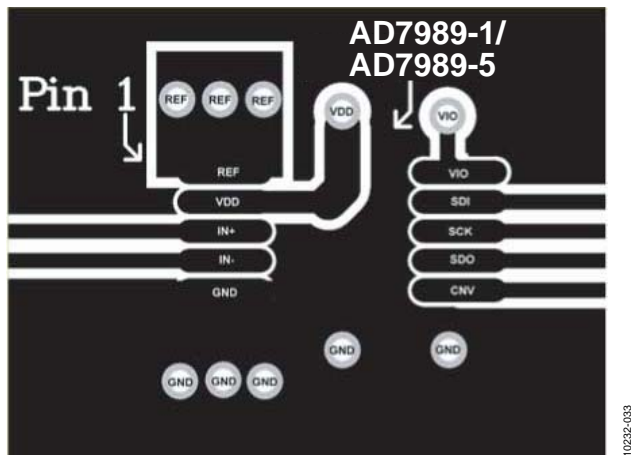 AD7989-1/
AD7989-5
Pin 1
REF REF REF
VDD
VIO
REF
VDD
IN+
IN-
GND
VIO
SDI
SCK
SDO
CNV
GND
GND
GND GND GND
10232-033